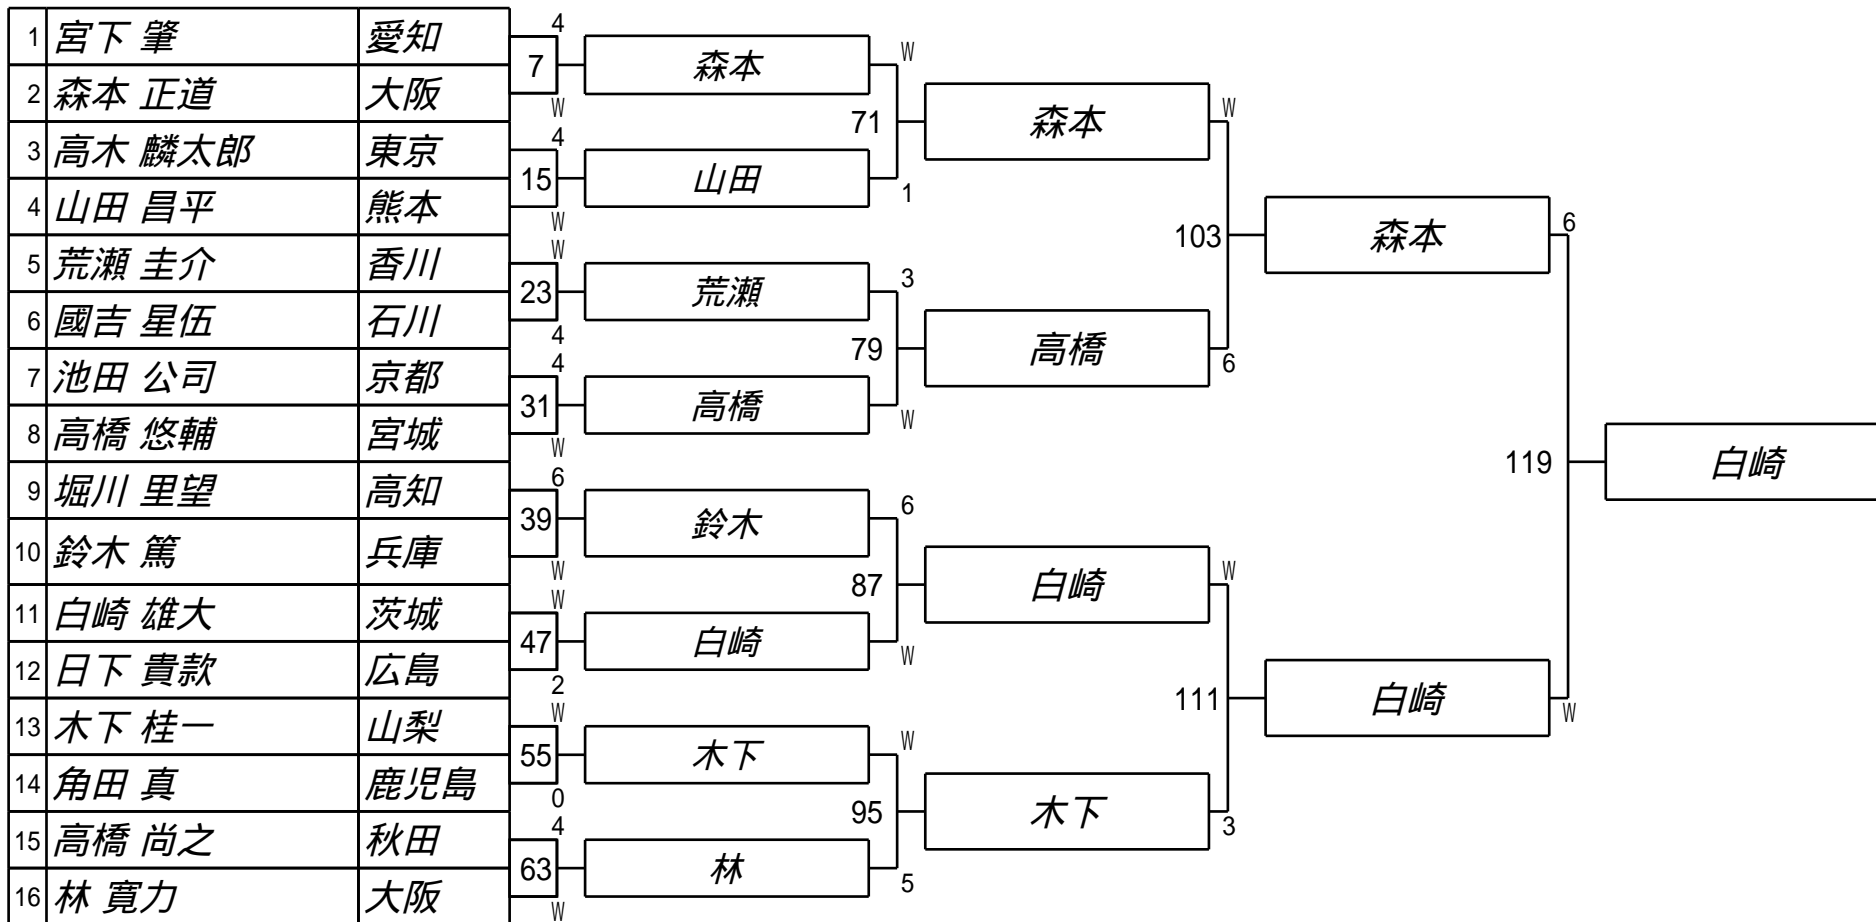 1 宮下 肇 愛知
2 森本 正道 大阪
3 高木 麟太郎 東京
4 山田 昌平 熊本
5 荒瀬 圭介 香川
6 國吉 星伍 石川
7 池田 公司 京都
8 高橋 悠輔 宮城
9 堀川 里望 高知
10 鈴木 篤 兵庫
11 白崎 雄大 茨城
12 日下 貴款 広島
13 木下 桂一 山梨
14 角田 真 鹿児島
15 高橋 尚之 秋田
16 林 寛力 大阪
4
7
W
4
15
W
W
23
4
4
31
W
6
39
W
W
47
2
W
55
0
4
63
W
森本
山田
荒瀬
高橋
鈴木
白崎
木下
林
W
71
1
3
79
W
6
87
W
W
95
5
森本
高橋
白崎
木下
W
103
6
W
111
3
森本
白崎
6
119
W
白崎